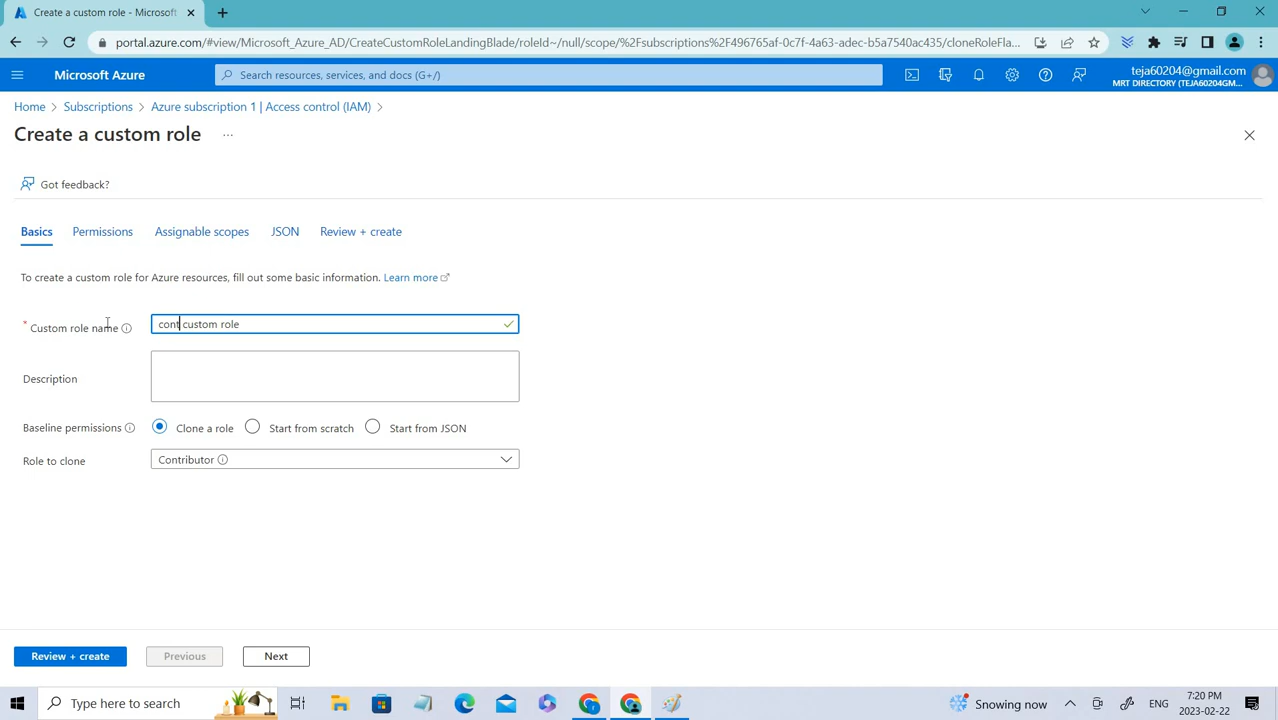 Create a custom role - Microsoft
portal.azure.com/#view/Microsoft_Azure_AD/CreateCustomRoleLandingBlade/roleId~/null/scope/%2Fsubscriptions%2F496765af-0c7f-4a63-adec-b5a7540ac435/cloneRoleFla...
Microsoft Azure
Search resources, services, and docs (G+/)
teja60204@gmail.com
MRT DIRECTORY (TEJA60204GM...
Home > Subscriptions > Azure subscription 1 | Access control (IAM) >
Create a custom role ...
Got feedback?
Basics Permissions Assignable scopes JSON Review + create
To create a custom role for Azure resources, fill out some basic information. Learn more
* Custom role name cont custom role
Description
Baseline permissions Clone a role Start from scratch Start from JSON
Role to clone Contributor
Review + create Previous Next
Type here to search
Snowing now
ENG
7:20 PM
2023-02-22